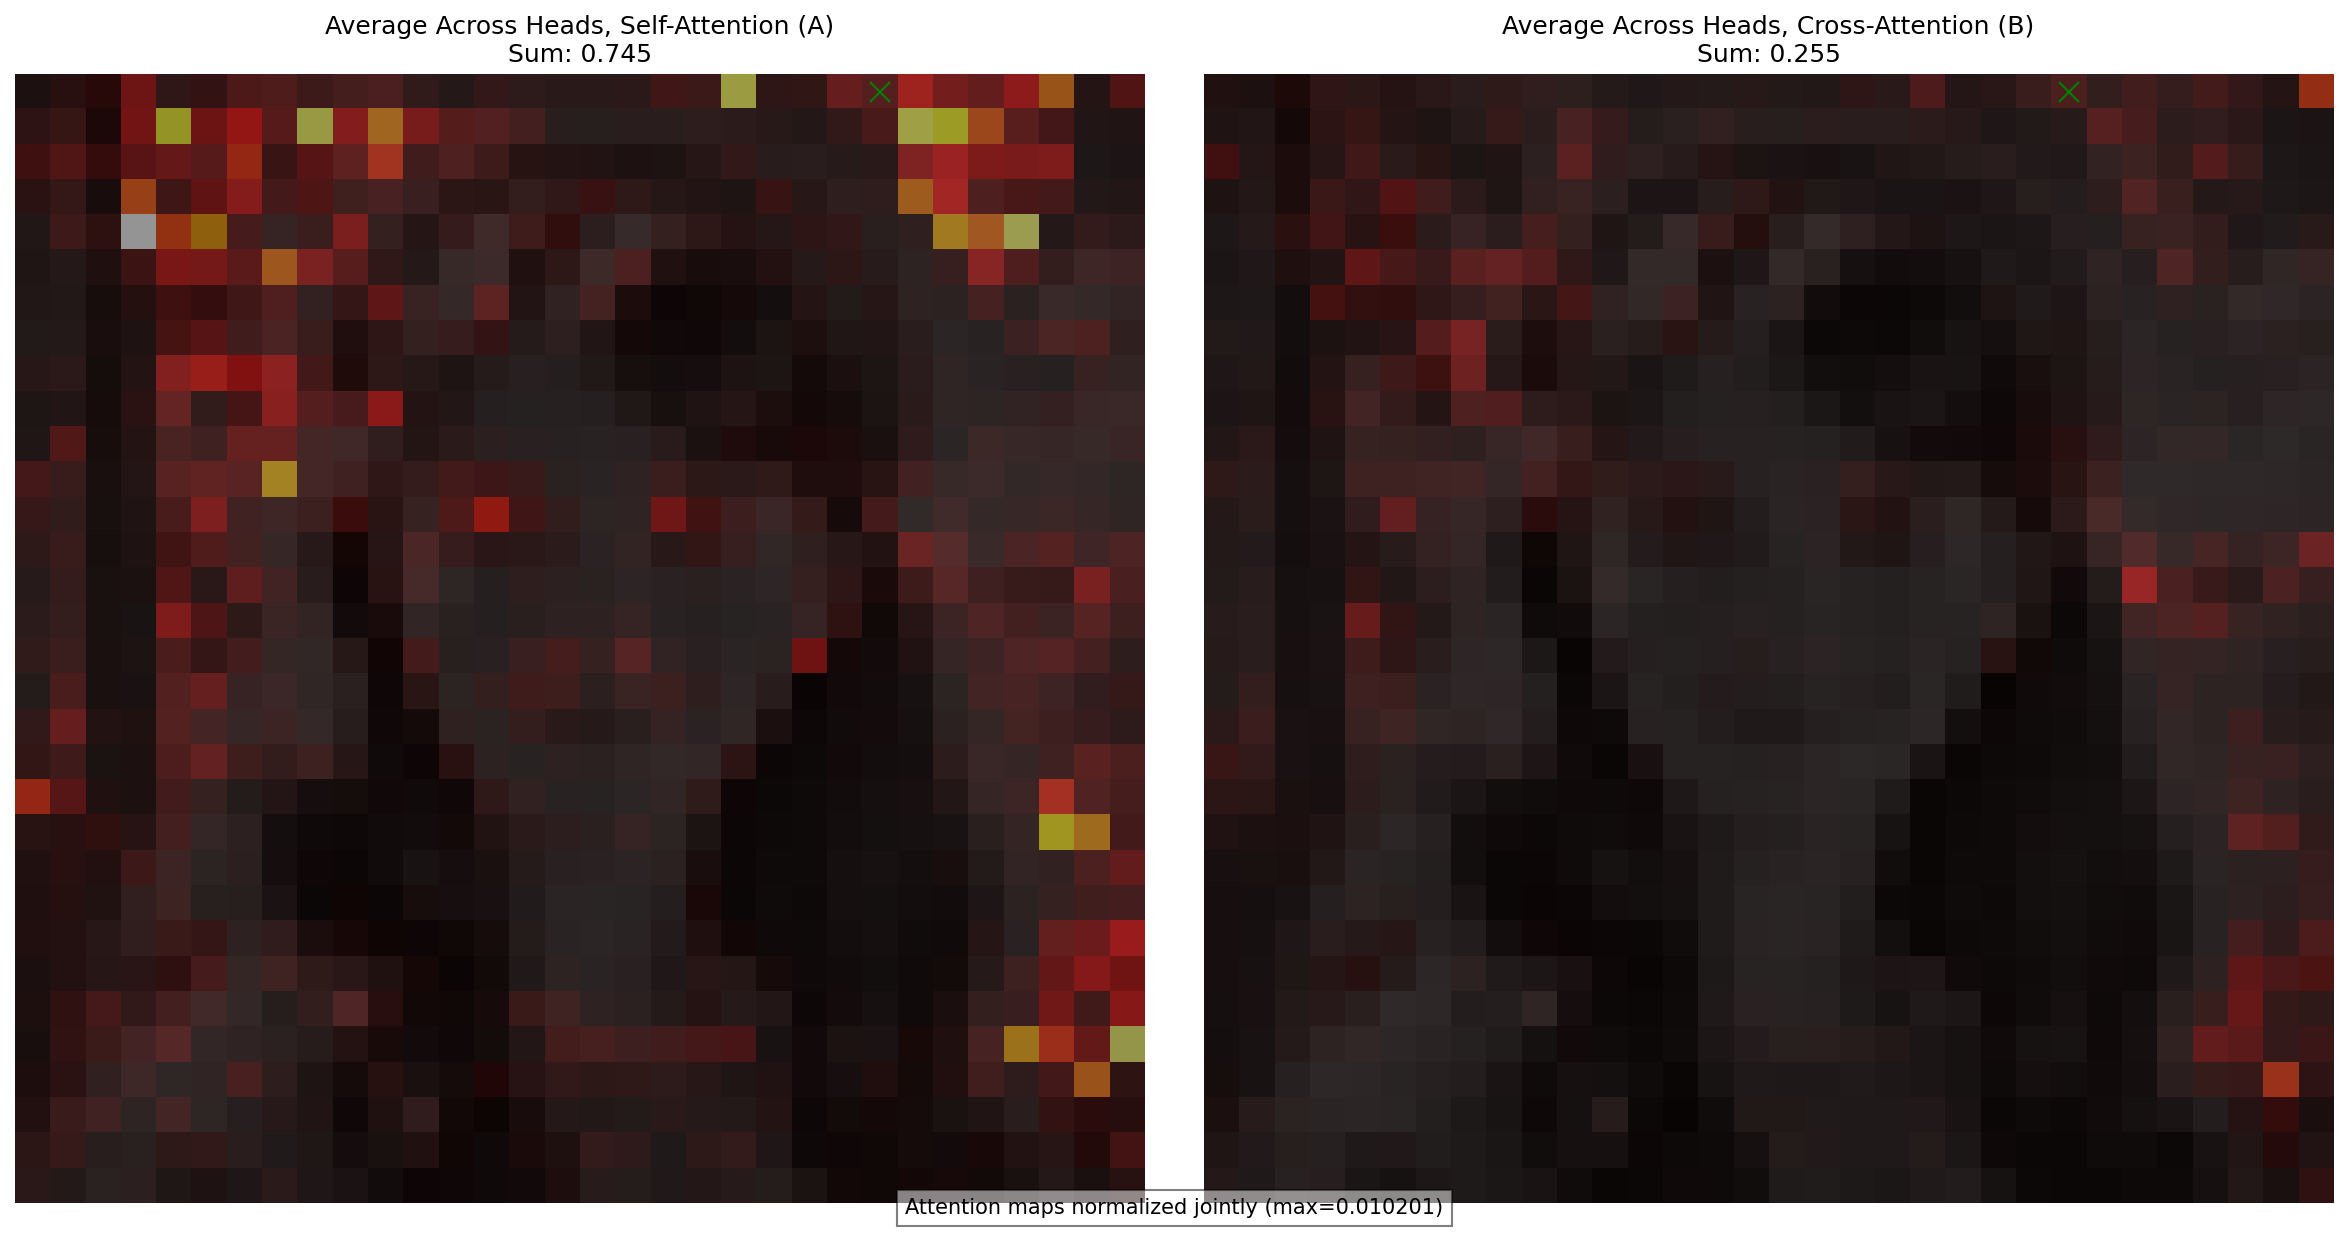 Average Across Heads, Self-Attention (A)
Sum: 0.745
Average Across Heads, Cross-Attention (B)
Sum: 0.255
Attention maps normalized jointly (max=0.010201)